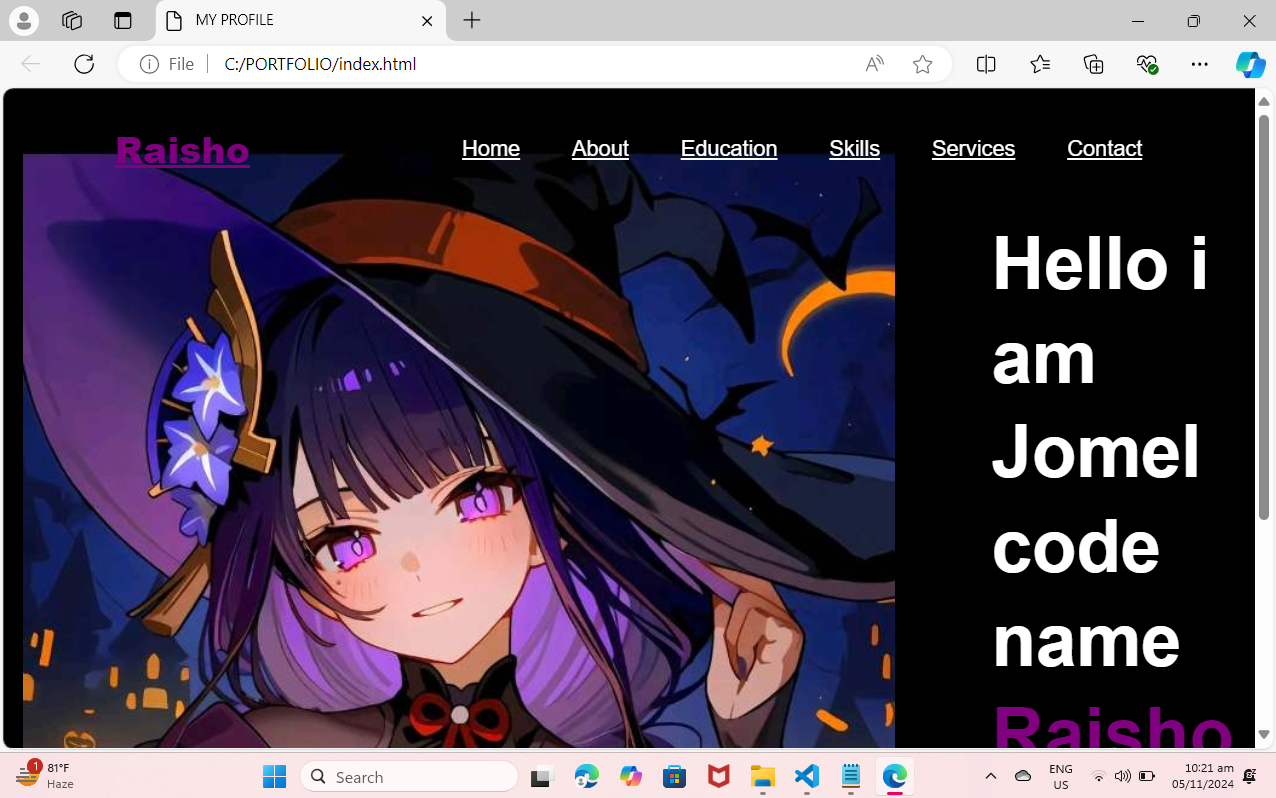 MY PROFILE
File
C:/PORTFOLIO/index.html
Raisho
Home
About
Education
Skills
Services
Contact
Hello i
am
Jomel
code
name
Raisho
1
81°F
Haze
Search
ENG
US
10:21 am
05/11/2024